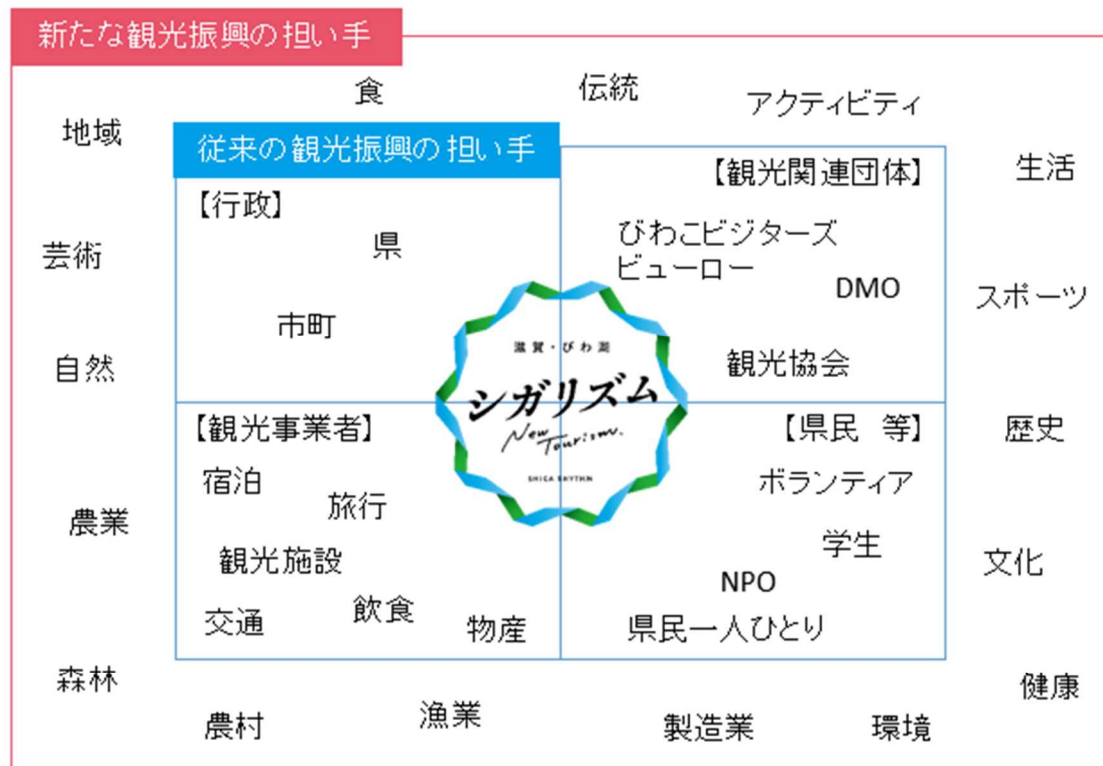 新たな観光振興の担い手
食
伝統
アクティビティ
地域
従来の観光振興の担い手
生活
【行政】
県
市町
【観光関連団体】
びわこビジターズ
ビューロー
DMO
観光協会
芸術
スポーツ
自然
滋賀・びわ湖
シガリズム
New
Tourism.
SHIGA RHYTHM
【観光事業者】
宿泊
旅行
観光施設
交通
飲食
物産
【県民 等】
ボランティア
学生
NPO
県民一人ひとり
歴史
農業
文化
森林
健康
農村
漁業
製造業
環境